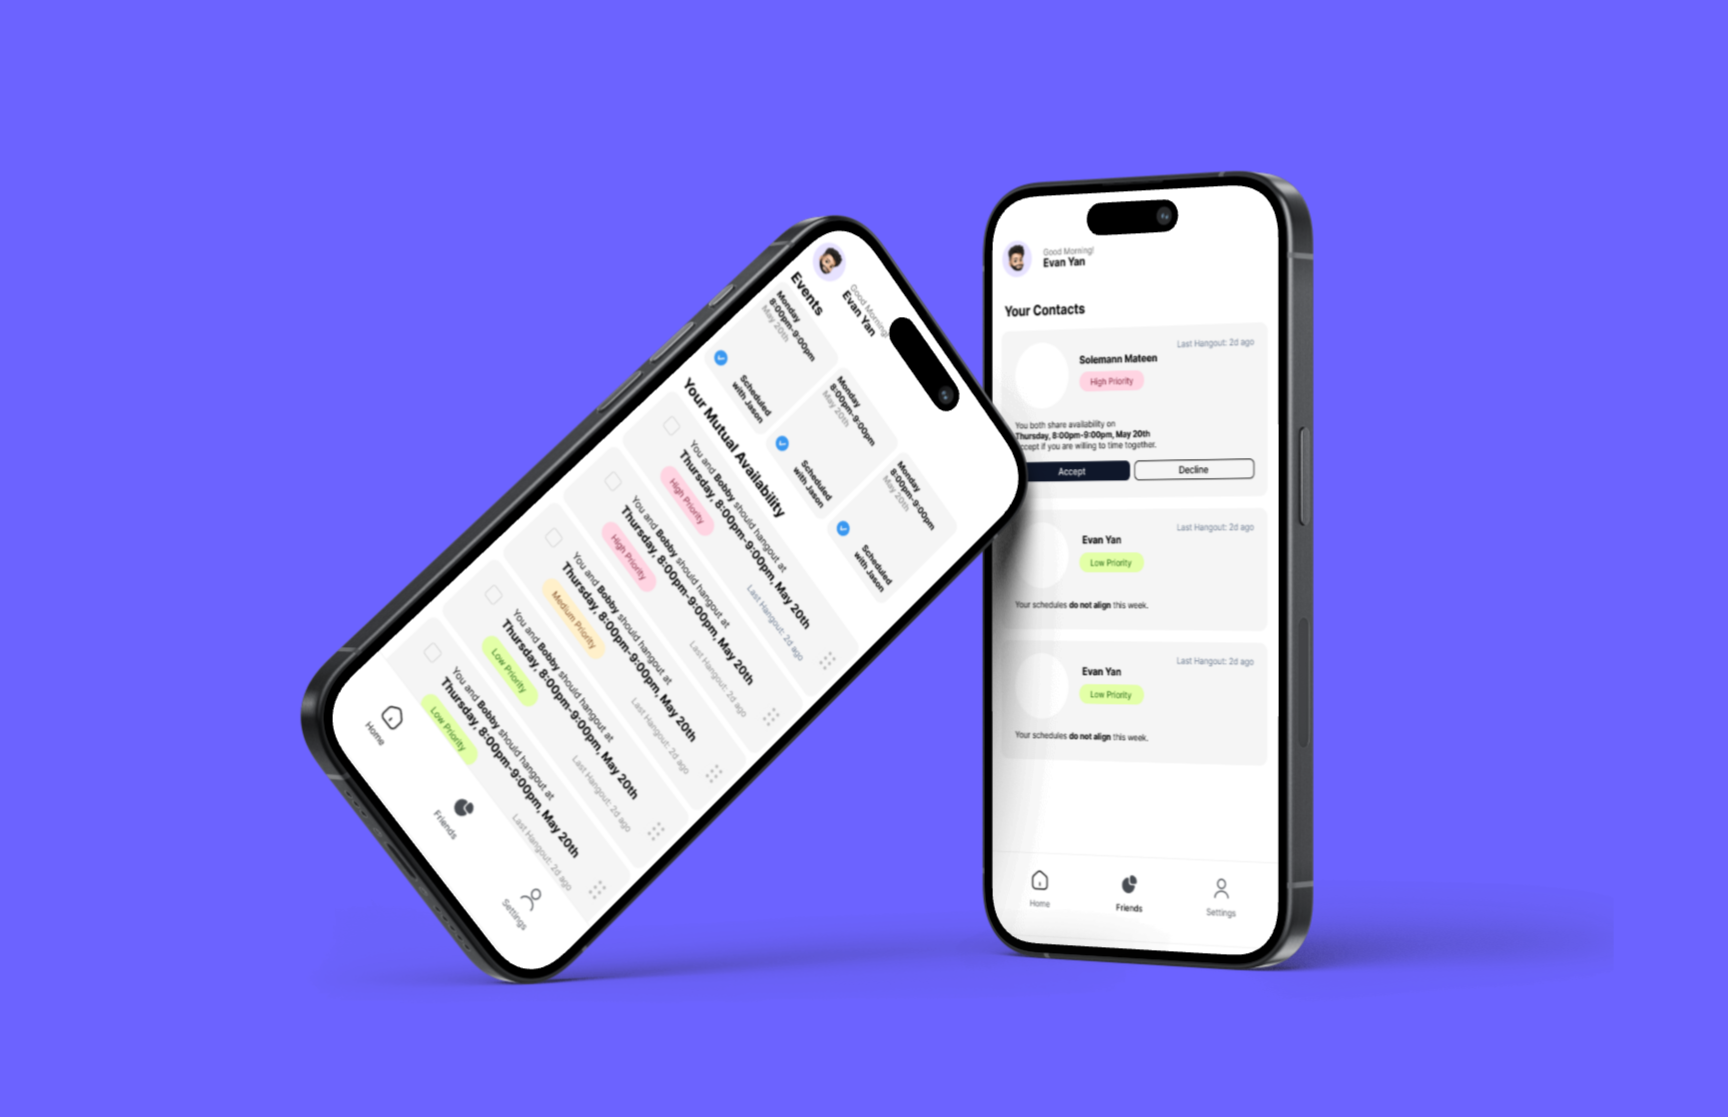 Good Morning!
Evan Yan
Events
Monday
8:00pm-9:00pm
May 20th
Scheduled
with Jason
Monday
8:00pm-9:00pm
May 20th
Scheduled
with Jason
Monday
8:00pm-9:00pm
May 20th
Scheduled
with Jason
Your Mutual Availability
You and Bobby should hangout at
Thursday, 8:00pm-9:00pm, May 20th
High Priority
Last Hangout: 2d ago
You and Bobby should hangout at
Thursday, 8:00pm-9:00pm, May 20th
High Priority
Last Hangout: 2d ago
You and Bobby should hangout at
Thursday, 8:00pm-9:00pm, May 20th
Medium Priority
Last Hangout: 2d ago
You and Bobby should hangout at
Thursday, 8:00pm-9:00pm, May 20th
Low Priority
Last Hangout: 2d ago
You and Bobby should hangout at
Thursday, 8:00pm-9:00pm, May 20th
Low Priority
Last Hangout: 2d ago
Home
Friends
Settings
Good Morning!
Evan Yan
Your Contacts
Last Hangout: 2d ago
Solemann Mateen
High Priority
You both share availability on
Thursday, 8:00pm-9:00pm, May 20th
ccept if you are willing to time together.
Accept
Decline
Last Hangout: 2d ago
Evan Yan
Low Priority
Your schedules do not align this week.
Last Hangout: 2d ago
Evan Yan
Low Priority
Your schedules do not align this week.
Home
Friends
Settings